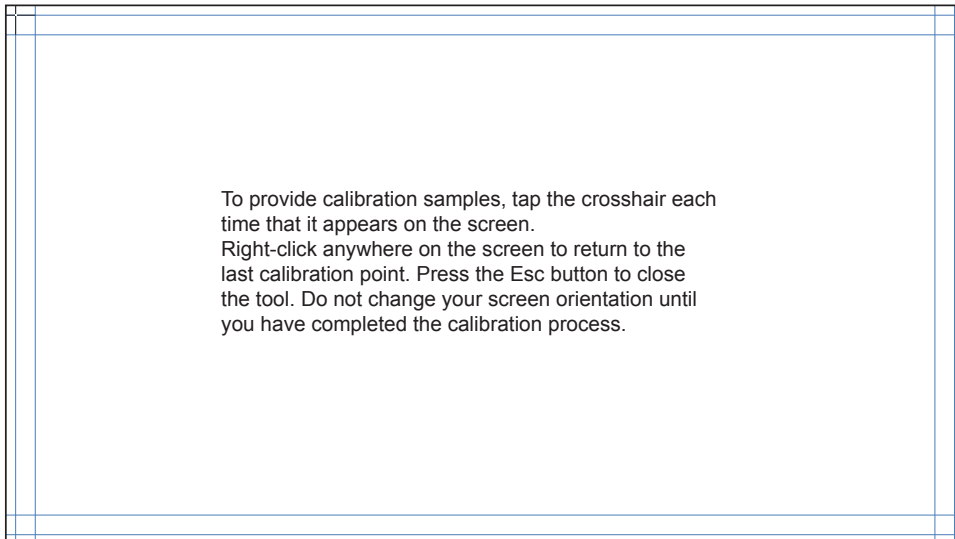 To provide calibration samples, tap the crosshair each
time that it appears on the screen.
Right-click anywhere on the screen to return to the
last calibration point. Press the Esc button to close
the tool. Do not change your screen orientation until
you have completed the calibration process.